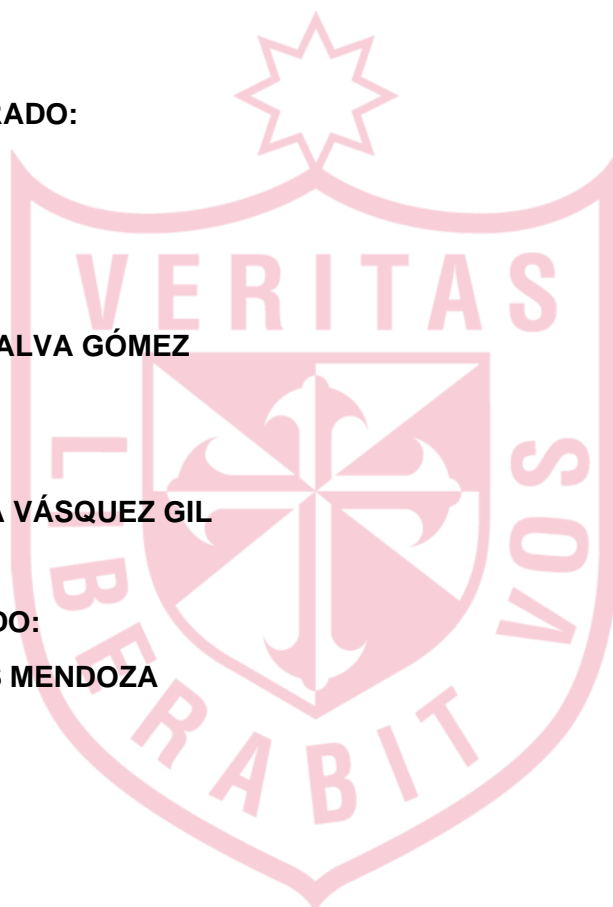 RADO:
VERITAS
ALVA GÓMEZ
A VÁSQUEZ GIL
LIBERABIT VOS
DO:
MENDOZA